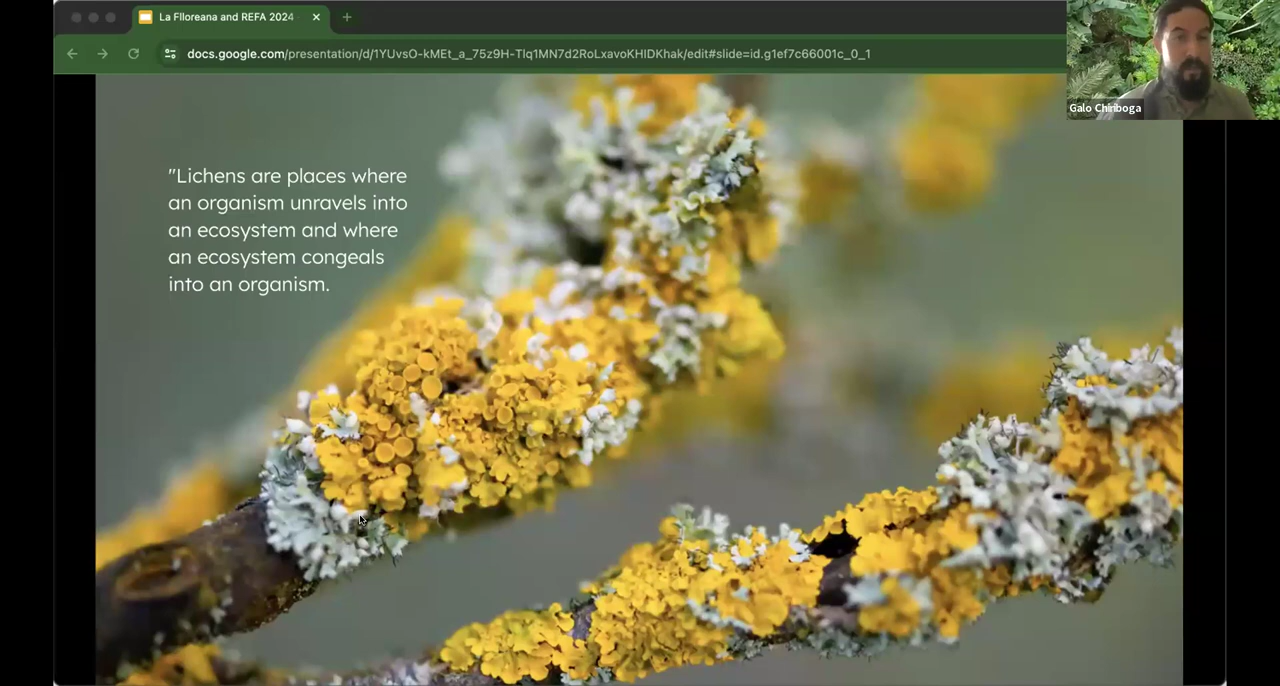 La Flloreana and REFA 2024
docs.google.com/presentation/d/1YUvsO-kMEt_a_75z9H-Tlq1MN7d2RoLxavoKHIDKhak/edit#slide=id.g1ef7c66001c_0_1
Galo Chiriboga
"Lichens are places where
an organism unravels into
an ecosystem and where
an ecosystem congeals
into an organism.